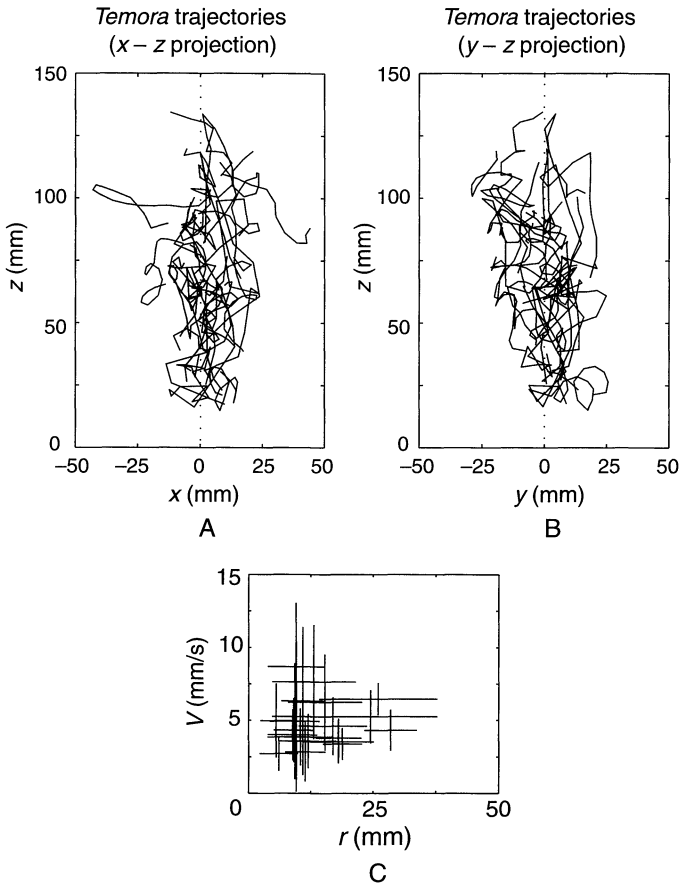 Temora trajectories
(x – z projection)
Temora trajectories
(y – z projection)
150
100
50
0
z (mm)
−50 −25 0 25 50
x (mm)
A
150
100
50
0
z (mm)
−50 −25 0 25 50
y (mm)
B
15
10
5
0
V (mm/s)
25 50
r (mm)
C